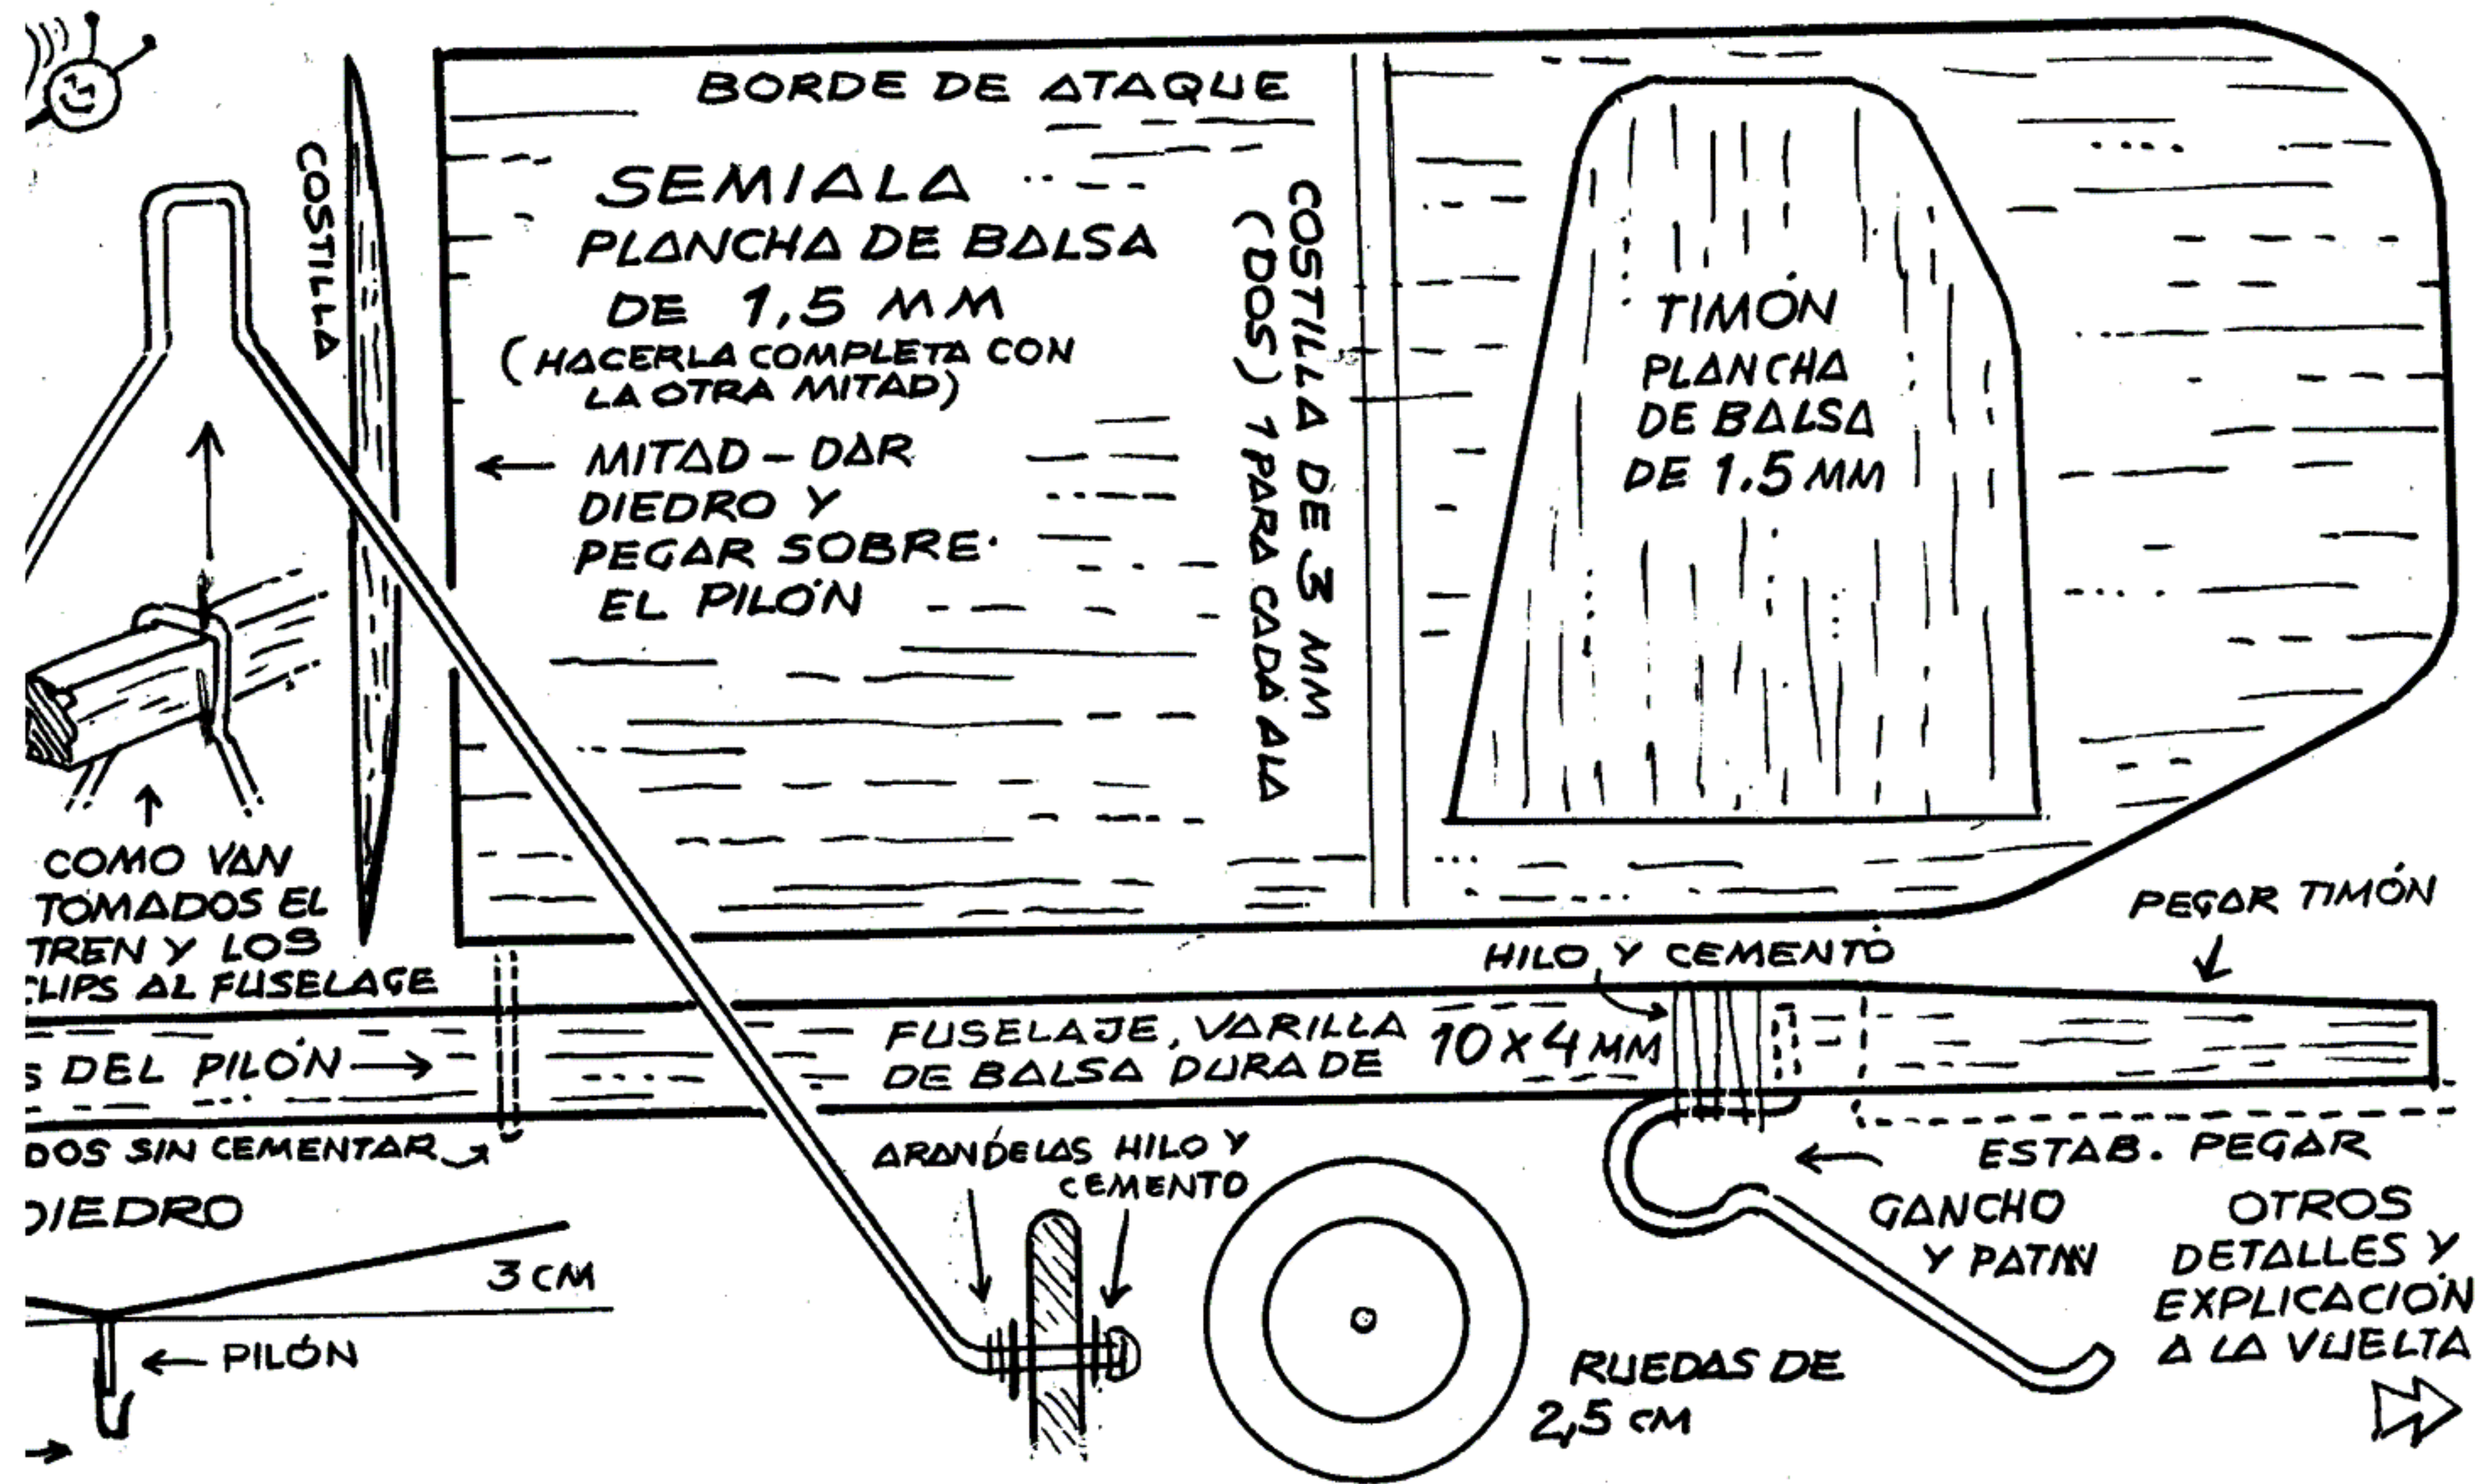 BORDE DE ATAQUE
COSTILLA
SEMIALA
PLANCHA DE BALSA
DE 1,5 MM
(HACERLA COMPLETA CON
LA OTRA MITAD)
MITAD - DAR
DIEDRO Y
PEGAR SOBRE
EL PILÓN
COSTILLA DE 3 MM
(DOS) 1 PARA CADA ALA
TIMÓN
PLANCHA
DE BALSA
DE 1.5 MM
COMO VAN
TOMADOS EL
TREN Y LOS
CLIPS AL FUSELAGE
PEGAR TIMÓN
HILO Y CEMENTO
S DEL PILÓN
FUSELAJE, VARILLA
DE BALSA DURA DE 10 X 4 MM
DOS SIN CEMENTAR
ARANDELAS HILO Y
CEMENTO
ESTAB. PEGAR
DIEDRO
3 CM
PILÓN
GANCHO
Y PATIN
RUEDAS DE
2,5 CM
OTROS
DETALLES Y
EXPLICACIÓN
A LA VUELTA